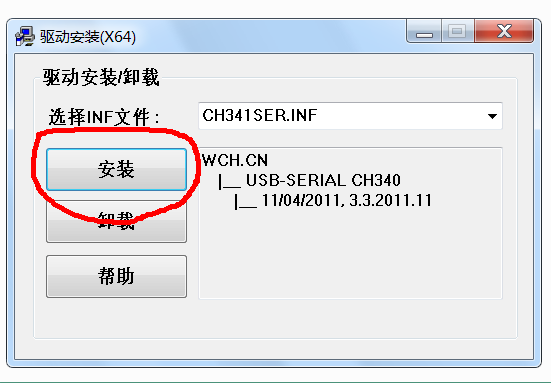 驱动安装(X64)
驱动安装/卸载
选择INF文件: CH341SER.INF
安装
WCH.CN
|__ USB-SERIAL CH340
|__ 11/04/2011, 3.3.2011.11
卸载
帮助